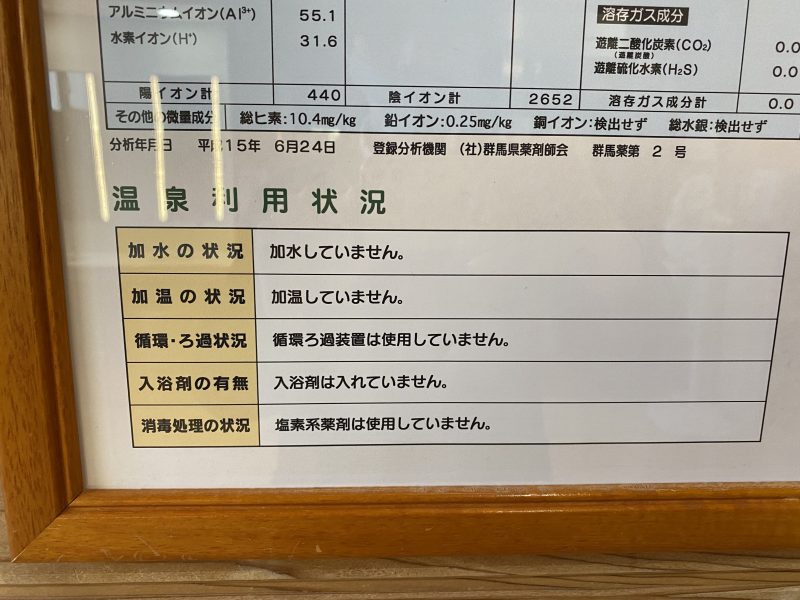 アルミニウムイオン(Al³⁺) 55.1
水素イオン(H⁺) 31.6
溶存ガス成分
遊離二酸化炭素(CO₂) 0.0
(遊離炭酸)
遊離硫化水素(H₂S) 0.0
陽イオン計 440 陰イオン計 2652 溶存ガス成分計 0.0
その他の微量成分 総ヒ素:10.4mg/kg 鉛イオン:0.25mg/kg 銅イオン:検出せず 総水銀:検出せず
分析年月日 平成15年 6月24日 登録分析機関 (社)群馬県薬剤師会 群馬薬第 2 号
温泉利用状況
加水の状況 加水していません。
加温の状況 加温していません。
循環・ろ過状況 循環ろ過装置は使用していません。
入浴剤の有無 入浴剤は入れていません。
消毒処理の状況 塩素系薬剤は使用していません。